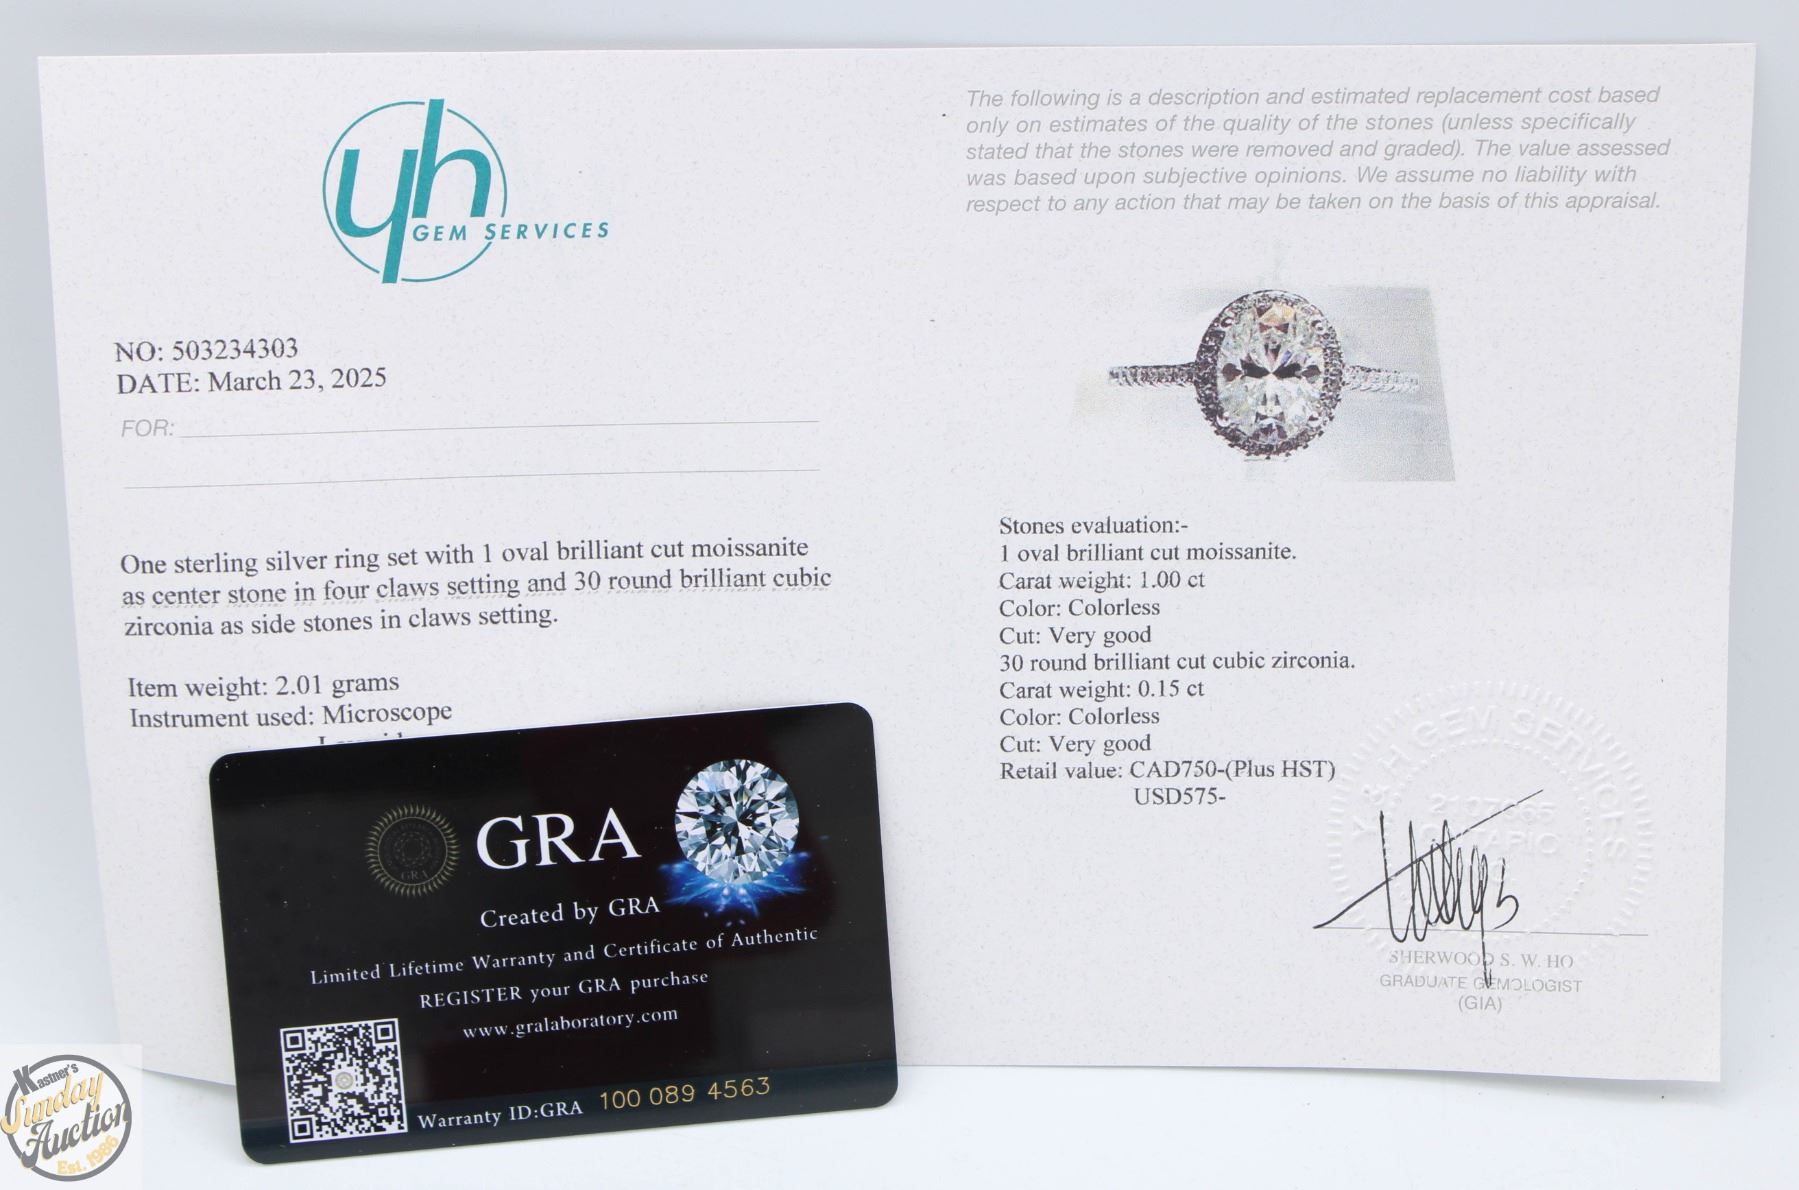 yh
GEM SERVICES
NO: 503234303
DATE: March 23, 2025
FOR:
One sterling silver ring set with 1 oval brilliant cut moissanite
as center stone in four claws setting and 30 round brilliant cubic
zirconia as side stones in claws setting.
Item weight: 2.01 grams
Instrument used: Microscope
The following is a description and estimated replacement cost based
only on estimates of the quality of the stones (unless specifically
stated that the stones were removed and graded). The value assessed
was based upon subjective opinions. We assume no liability with
respect to any action that may be taken on the basis of this appraisal.
Stones evaluation:-
1 oval brilliant cut moissanite.
Carat weight: 1.00 ct
Color: Colorless
Cut: Very good
30 round brilliant cut cubic zirconia.
Carat weight: 0.15 ct
Color: Colorless
Cut: Very good
Retail value: CAD750-(Plus HST)
USD575-
Y & H GEM SERVICES
ONTARIO
SHERWOOD S. W. HO
GRADUATE GEMOLOGIST
(GIA)
GRA
GRA
Created by GRA
Limited Lifetime Warranty and Certificate of Authentic
REGISTER your GRA purchase
www.gralaboratory.com
Warranty ID:GRA 100 089 4563
Kastner's
Sunday
Auction
Est. 1986